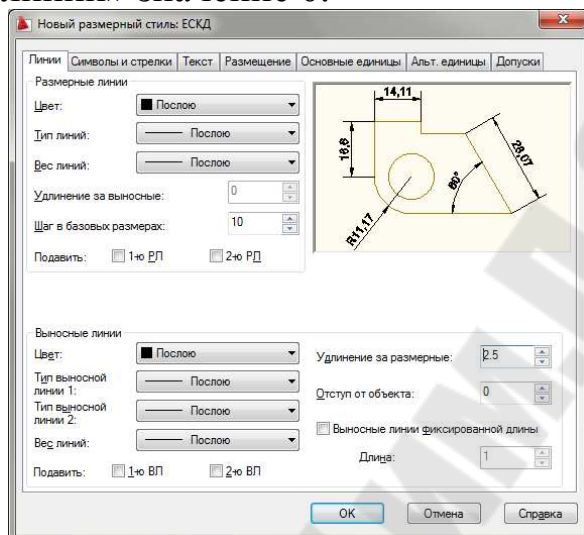 Новый размерный стиль: ЕСКД
Линии Символы и стрелки Текст Размещение Основные единицы Альт. единицы Допуски
Размерные линии
Цвет: Послою
Тип линий: Послою
Вес линий: Послою
Удлинение за выносные: 0
Шаг в базовых размерах: 10
Подавить: 1-ю РЛ 2-ю РЛ
14,11
16,6
28,07
60°
R11,17
Выносные линии
Цвет: Послою
Тип выносной линии 1: Послою
Тип выносной линии 2: Послою
Вес линий: Послою
Подавить: 1-ю ВЛ 2-ю ВЛ
Удлинение за размерные: 2.5
Отступ от объекта: 0
Выносные линии фиксированной длины
Длина: 1
OK Отмена Справка